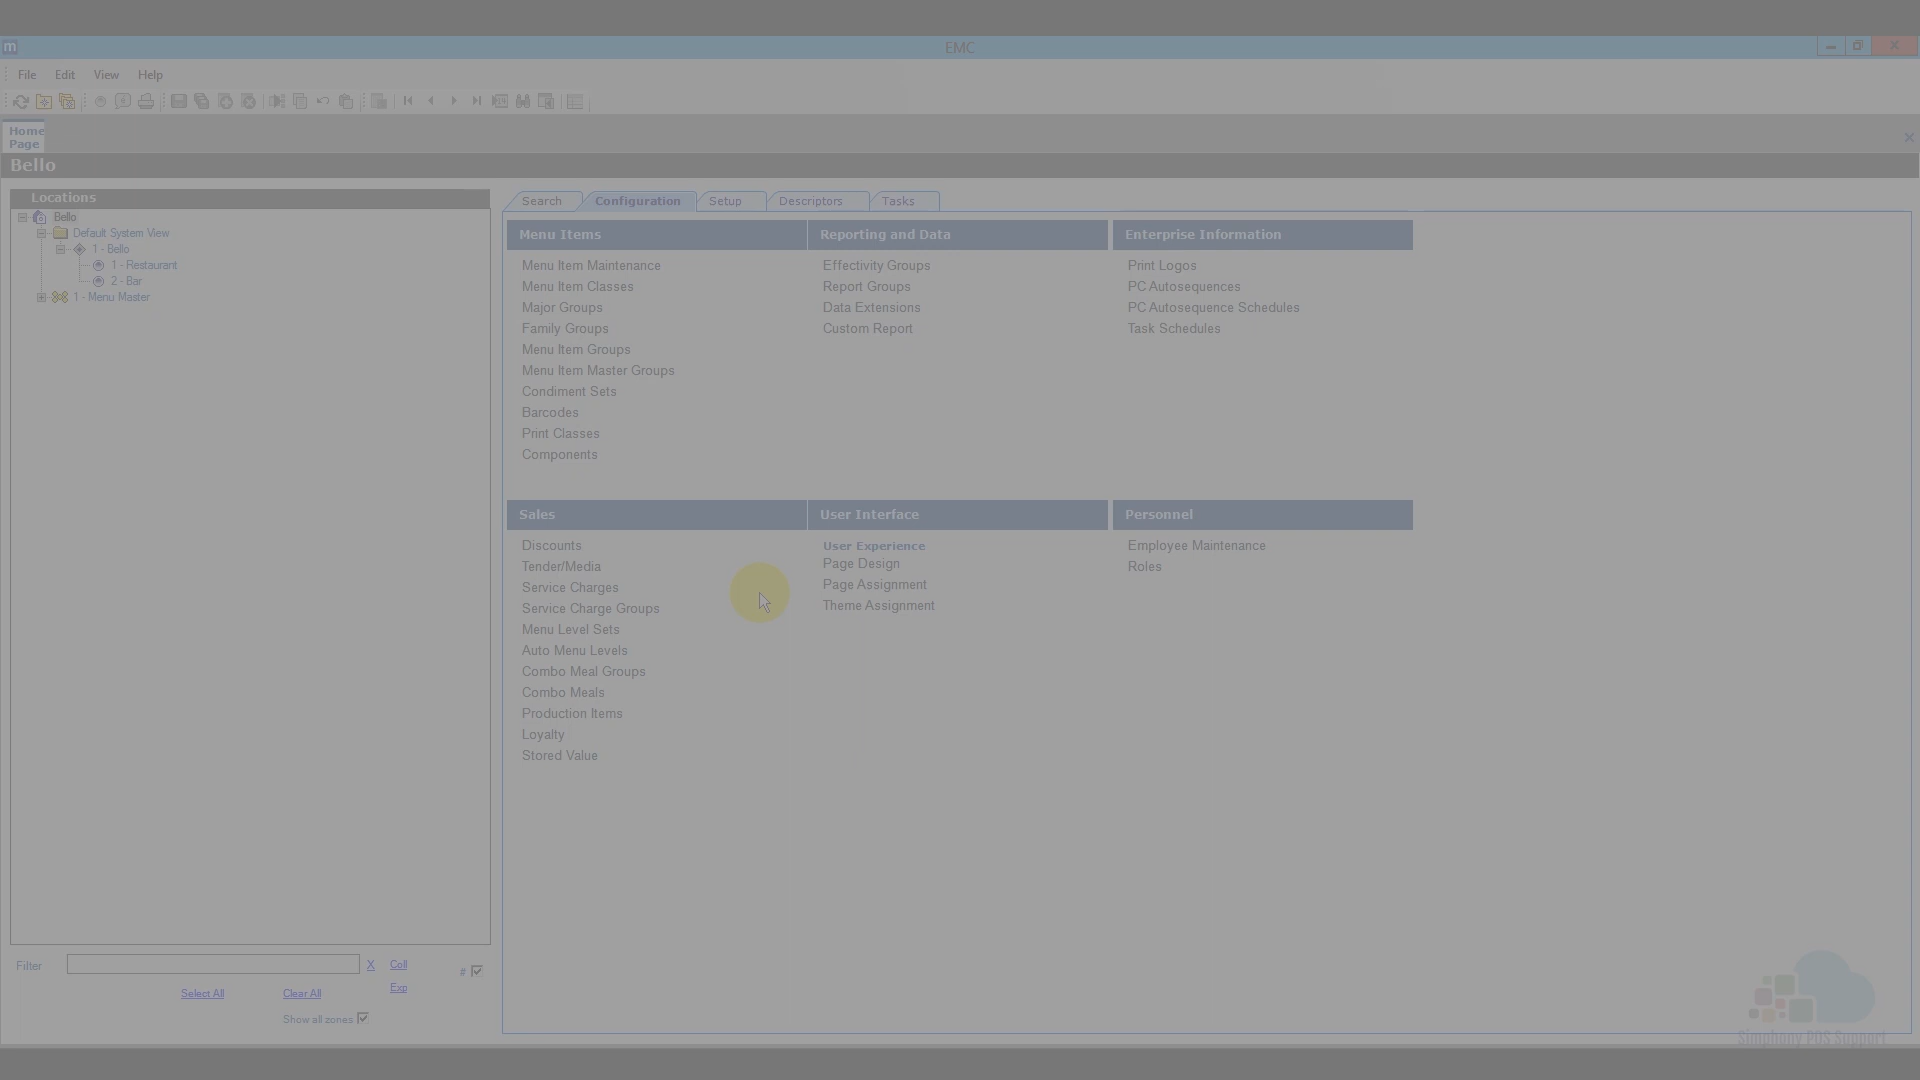 m
EMC
File Edit View Help
Home
Page
Bello
Locations
Bello
Default System View
1 - Bello
1 - Restaurant
2 - Bar
1 - Menu Master
Filter
X
Coll
#
Exp
Select All
Clear All
Show all zones
Search Configuration Setup Descriptors Tasks
Menu Items
Menu Item Maintenance
Menu Item Classes
Major Groups
Family Groups
Menu Item Groups
Menu Item Master Groups
Condiment Sets
Barcodes
Print Classes
Components
Reporting and Data
Effectivity Groups
Report Groups
Data Extensions
Custom Report
Enterprise Information
Print Logos
PC Autosequences
PC Autosequence Schedules
Task Schedules
Sales
Discounts
Tender/Media
Service Charges
Service Charge Groups
Menu Level Sets
Auto Menu Levels
Combo Meal Groups
Combo Meals
Production Items
Loyalty
Stored Value
User Interface
User Experience
Page Design
Page Assignment
Theme Assignment
Personnel
Employee Maintenance
Roles
Simphony POS Support